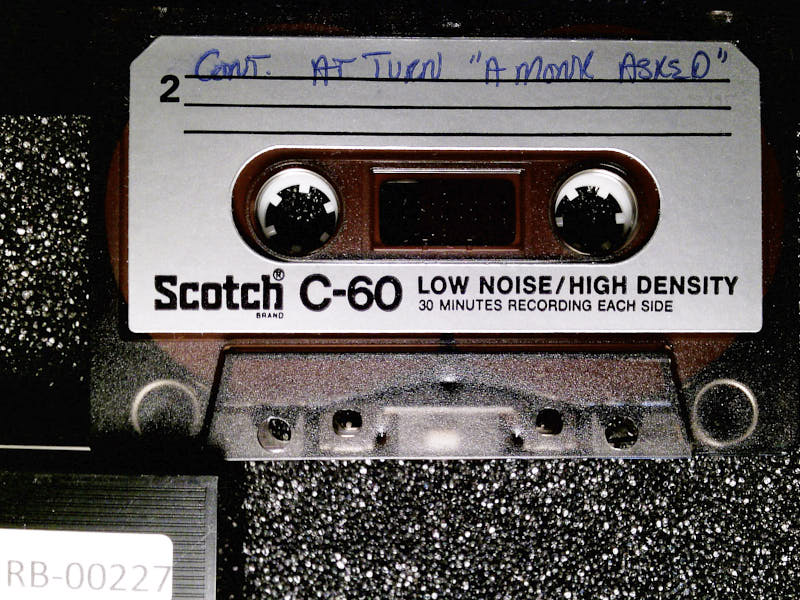 2 CONT. AT TURN "A MONK ASKED"
Scotch® C-60 LOW NOISE/HIGH DENSITY
BRAND 30 MINUTES RECORDING EACH SIDE
RB-00227